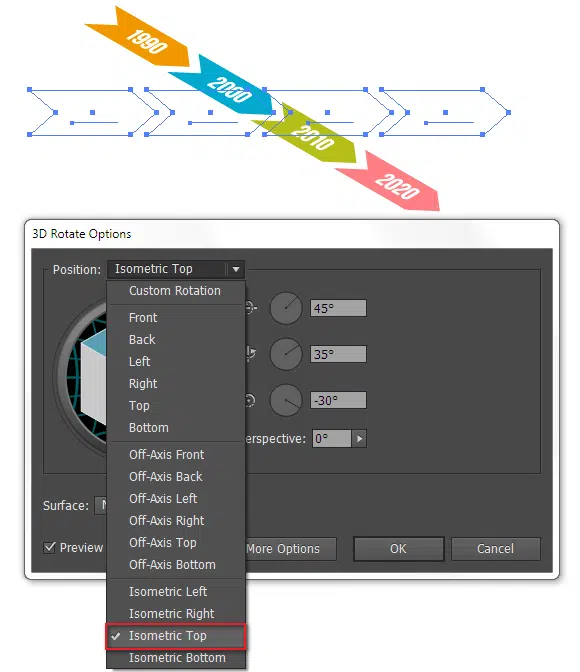 1990
2000
2010
2020
3D Rotate Options
Position: Isometric Top
Custom Rotation
Front
Back
Left
Right
Top
Bottom
Off-Axis Front
Off-Axis Back
Off-Axis Left
Off-Axis Right
Off-Axis Top
Off-Axis Bottom
Isometric Left
Isometric Right
Isometric Top
Isometric Bottom
45°
35°
-30°
erspective: 0°
Surface:
Preview
More Options
OK
Cancel